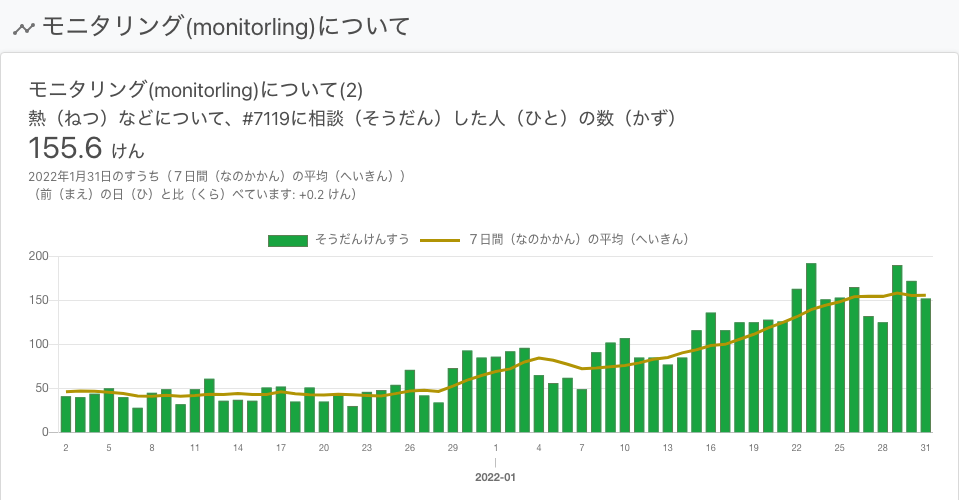 モニタリング(monitorling)について
モニタリング(monitorling)について(2)
熱（ねつ）などについて、#7119に相談（そうだん）した人（ひと）の数（かず）
155.6 けん
2022年1月31日のすうち（７日間（なのかかん）の平均（へいきん））
（前（まえ）の日（ひ）と比（くら）べています: +0.2 けん）
そうだんけんすう ７日間（なのかかん）の平均（へいきん）
200
150
100
50
0
2 5 8 11 14 17 20 23 26 29 1 4 7 10 13 16 19 22 25 28 31
2022-01